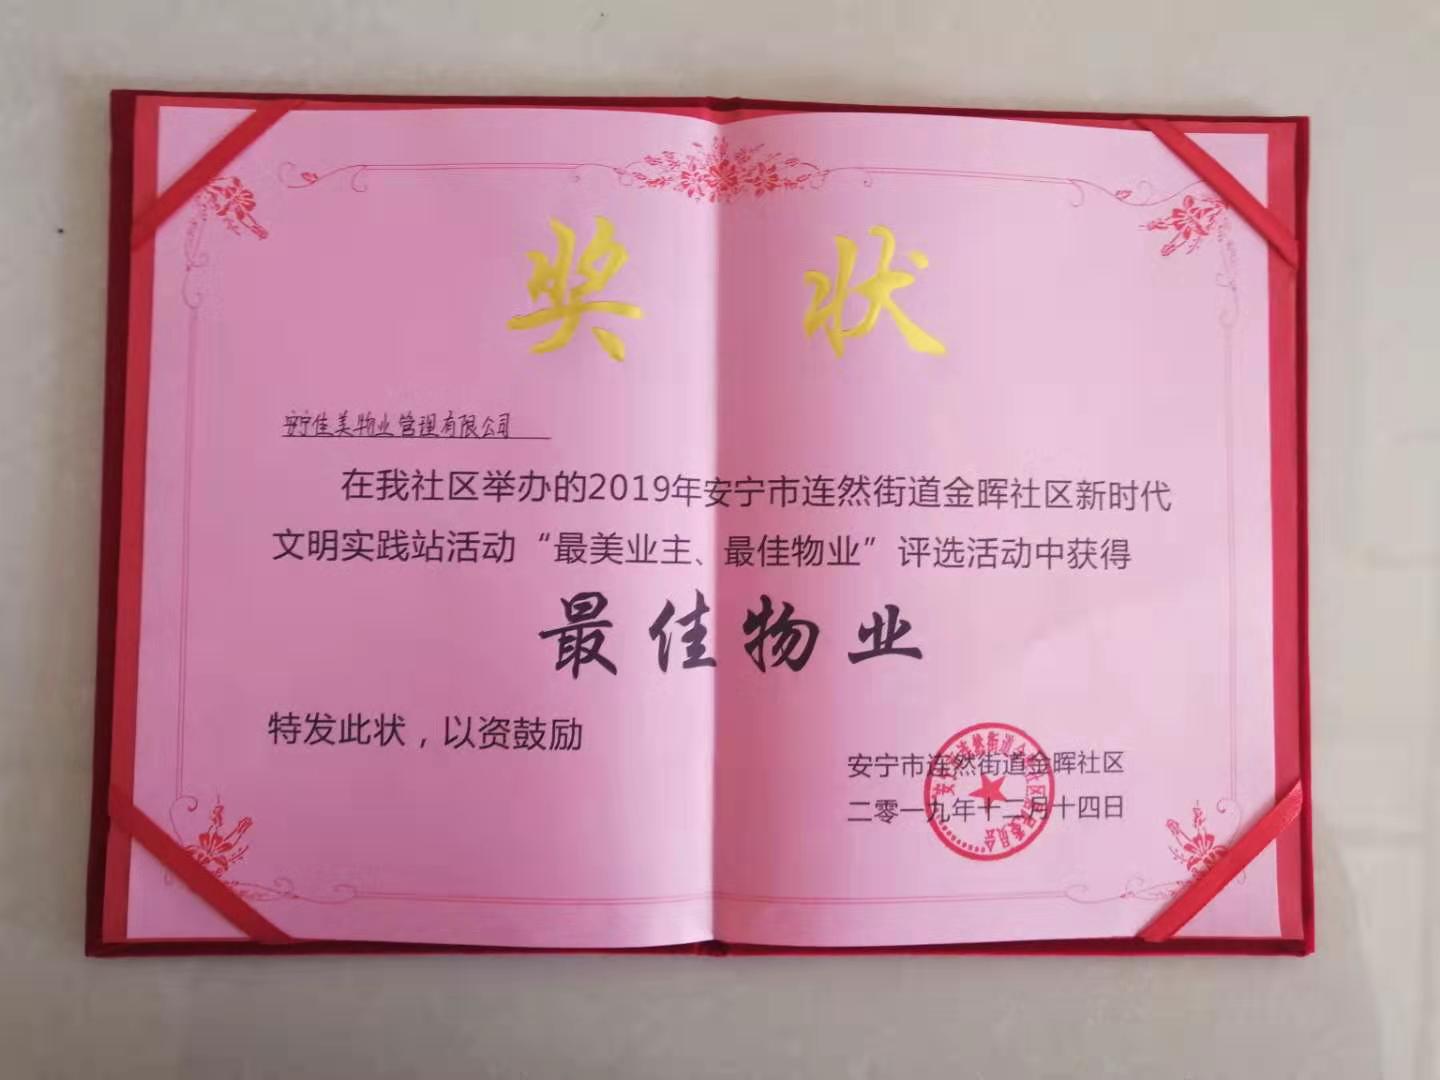 奖状
安宁佳美物业管理有限公司
在我社区举办的2019年安宁市连然街道金晖社区新时代
文明实践站活动“最美业主、最佳物业”评选活动中获得
最佳物业
特发此状，以资鼓励
安宁市连然街道金晖社区
二零一九年十二月十四日